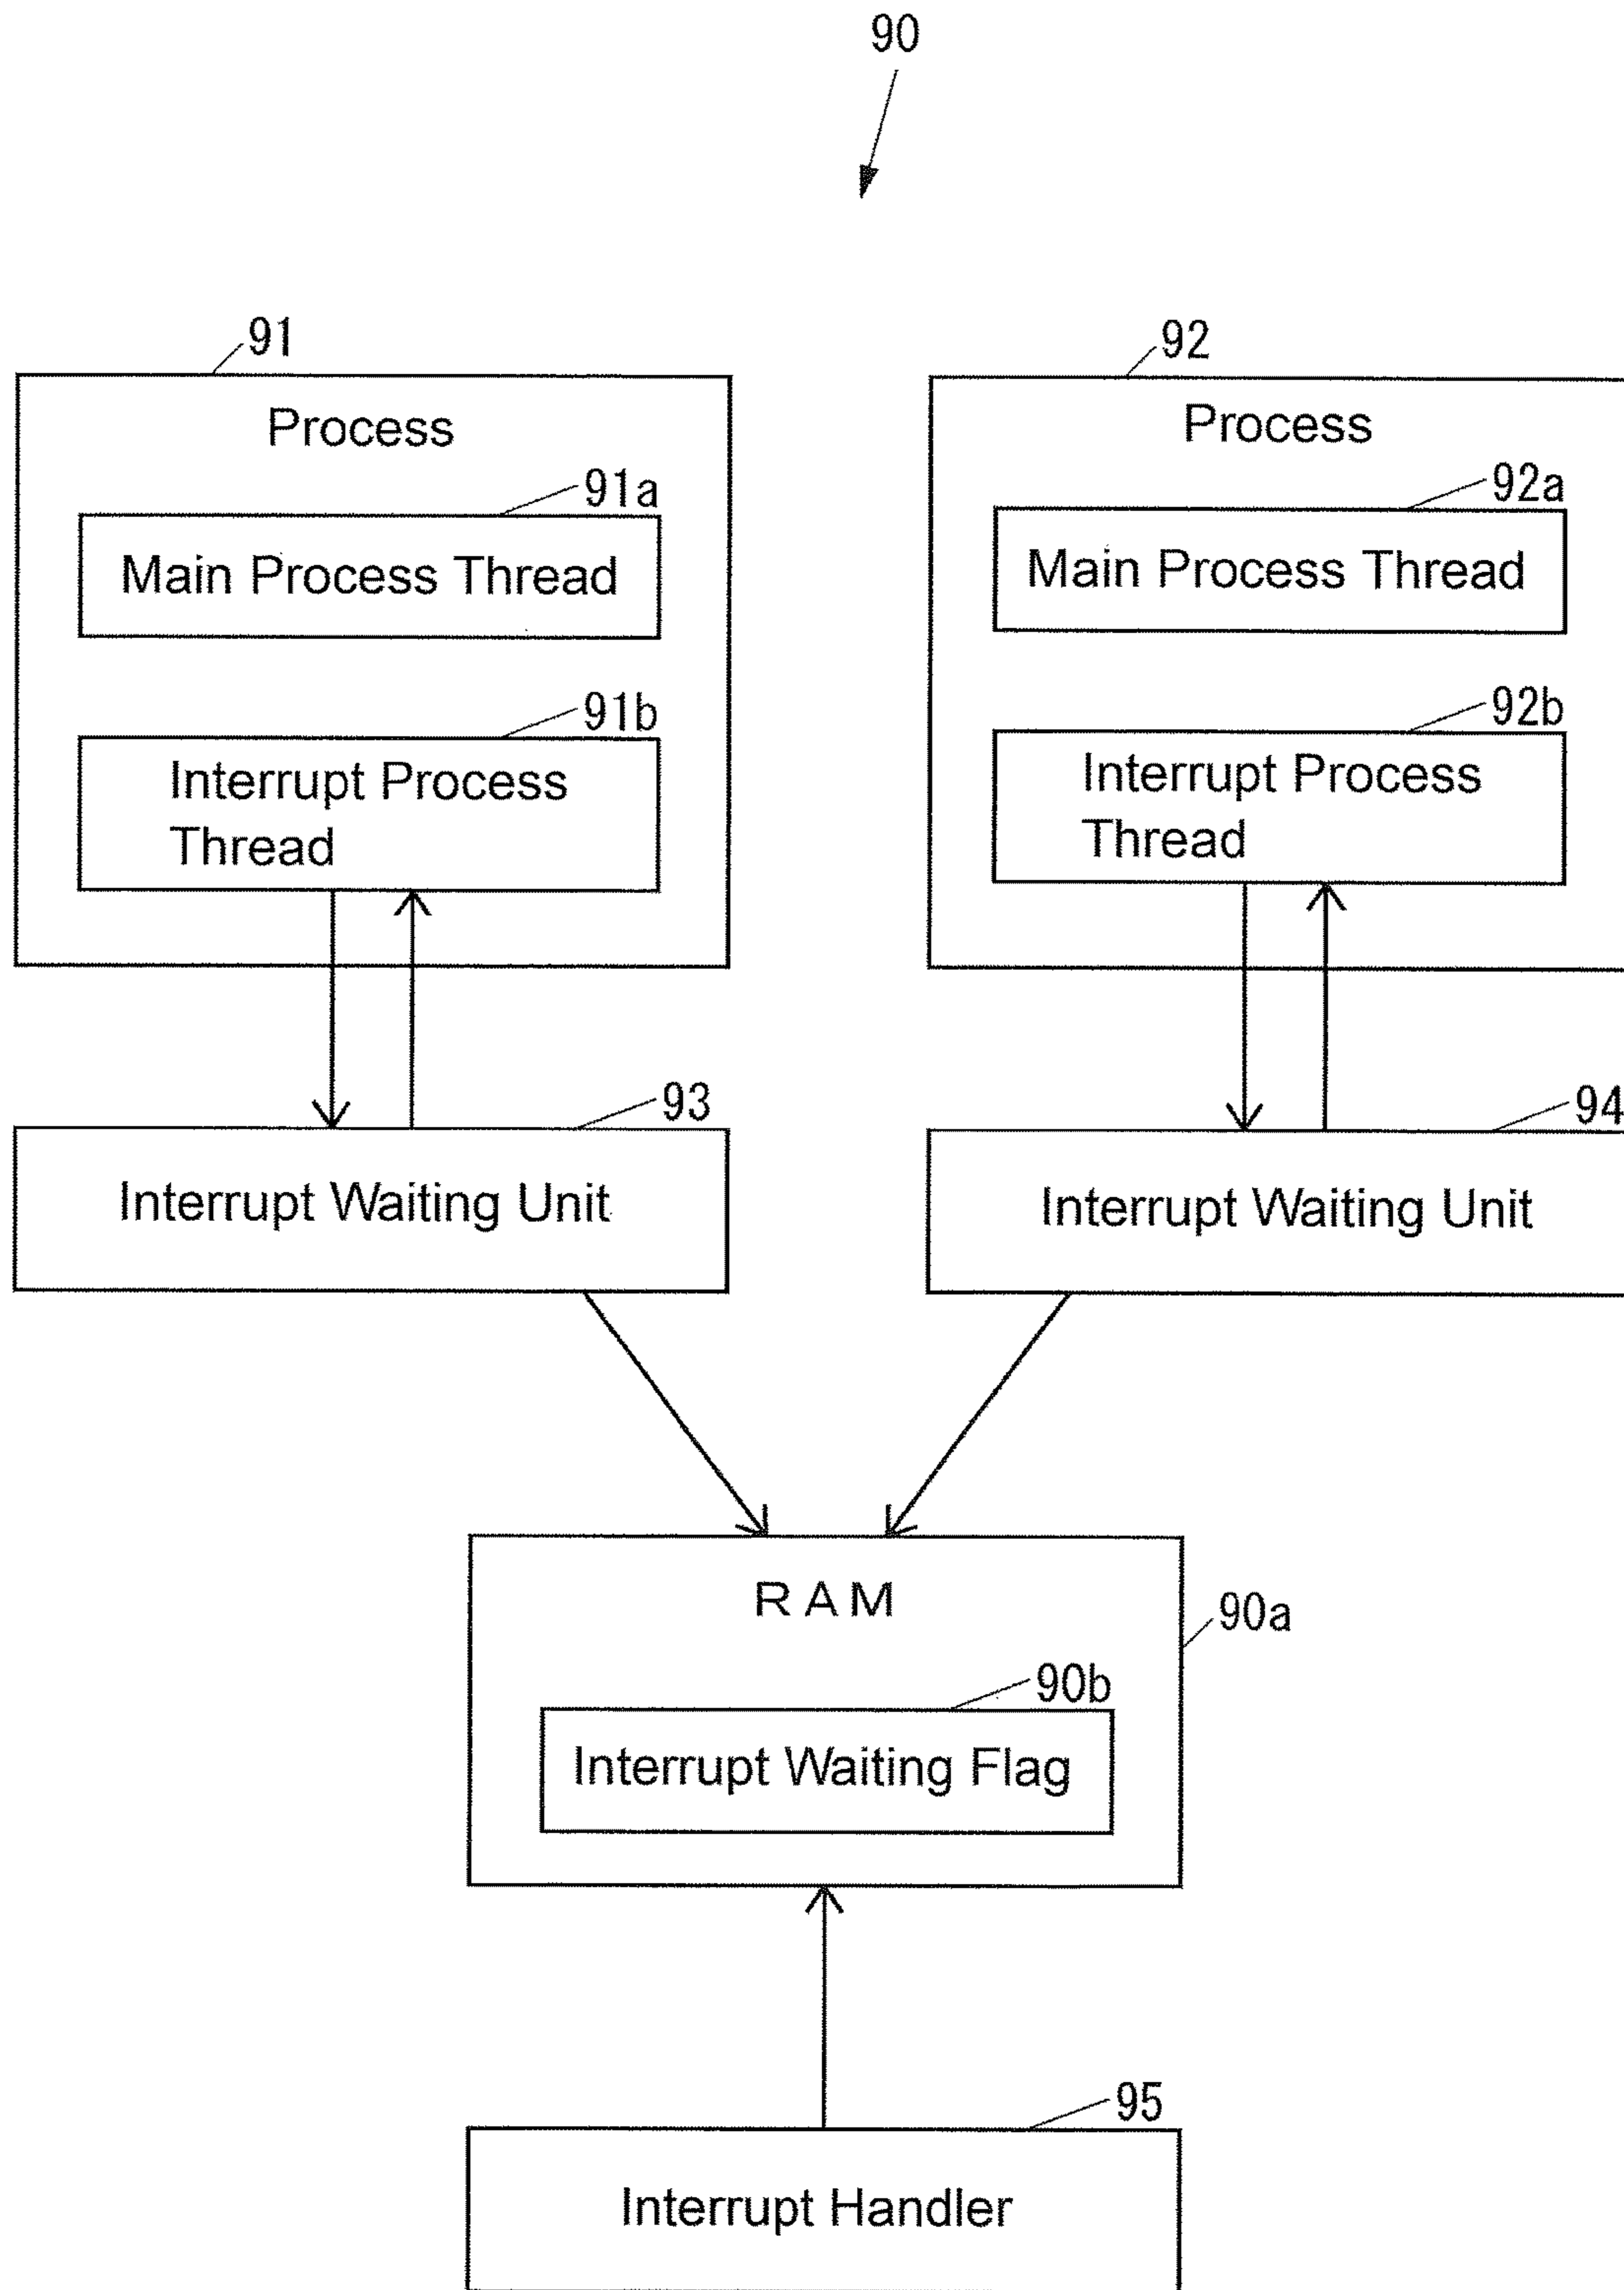 90
91
Process
91a
Main Process Thread
91b
Interrupt Process
Thread
92
Process
92a
Main Process Thread
92b
Interrupt Process
Thread
93
Interrupt Waiting Unit
94
Interrupt Waiting Unit
RAM
90a
90b
Interrupt Waiting Flag
95
Interrupt Handler